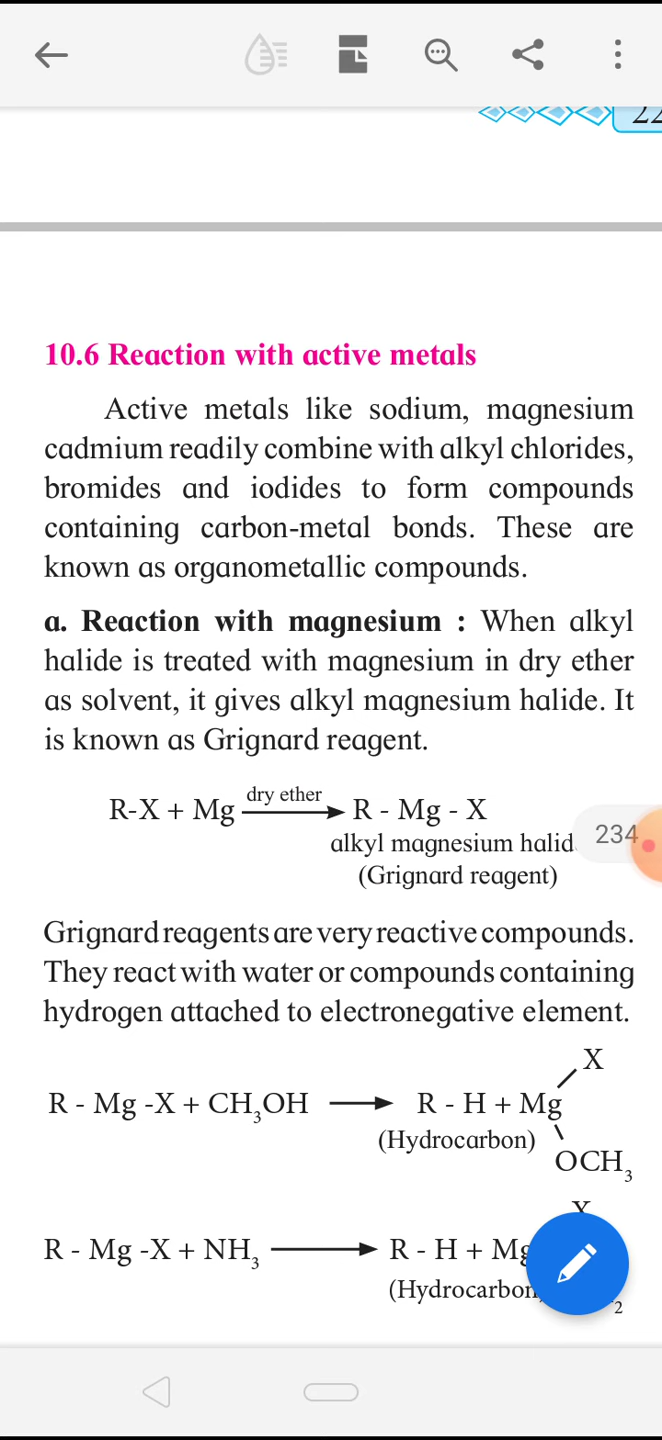 10.6 Reaction with active metals
Active metals like sodium, magnesium
cadmium readily combine with alkyl chlorides,
bromides and iodides to form compounds
containing carbon-metal bonds. These are
known as organometallic compounds.
a. Reaction with magnesium : When alkyl
halide is treated with magnesium in dry ether
as solvent, it gives alkyl magnesium halide. It
is known as Grignard reagent.
dry ether
R-X + Mg ⟶ R - Mg - X
234
alkyl magnesium halid
(Grignard reagent)
Grignard reagents are very reactive compounds.
They react with water or compounds containing
hydrogen attached to electronegative element.
X
R - Mg -X + CH₃OH ⟶ R - H + Mg
(Hydrocarbon)
OCH₃
X
R - Mg -X + NH₃ ⟶ R - H + Mg
(Hydrocarbon
2